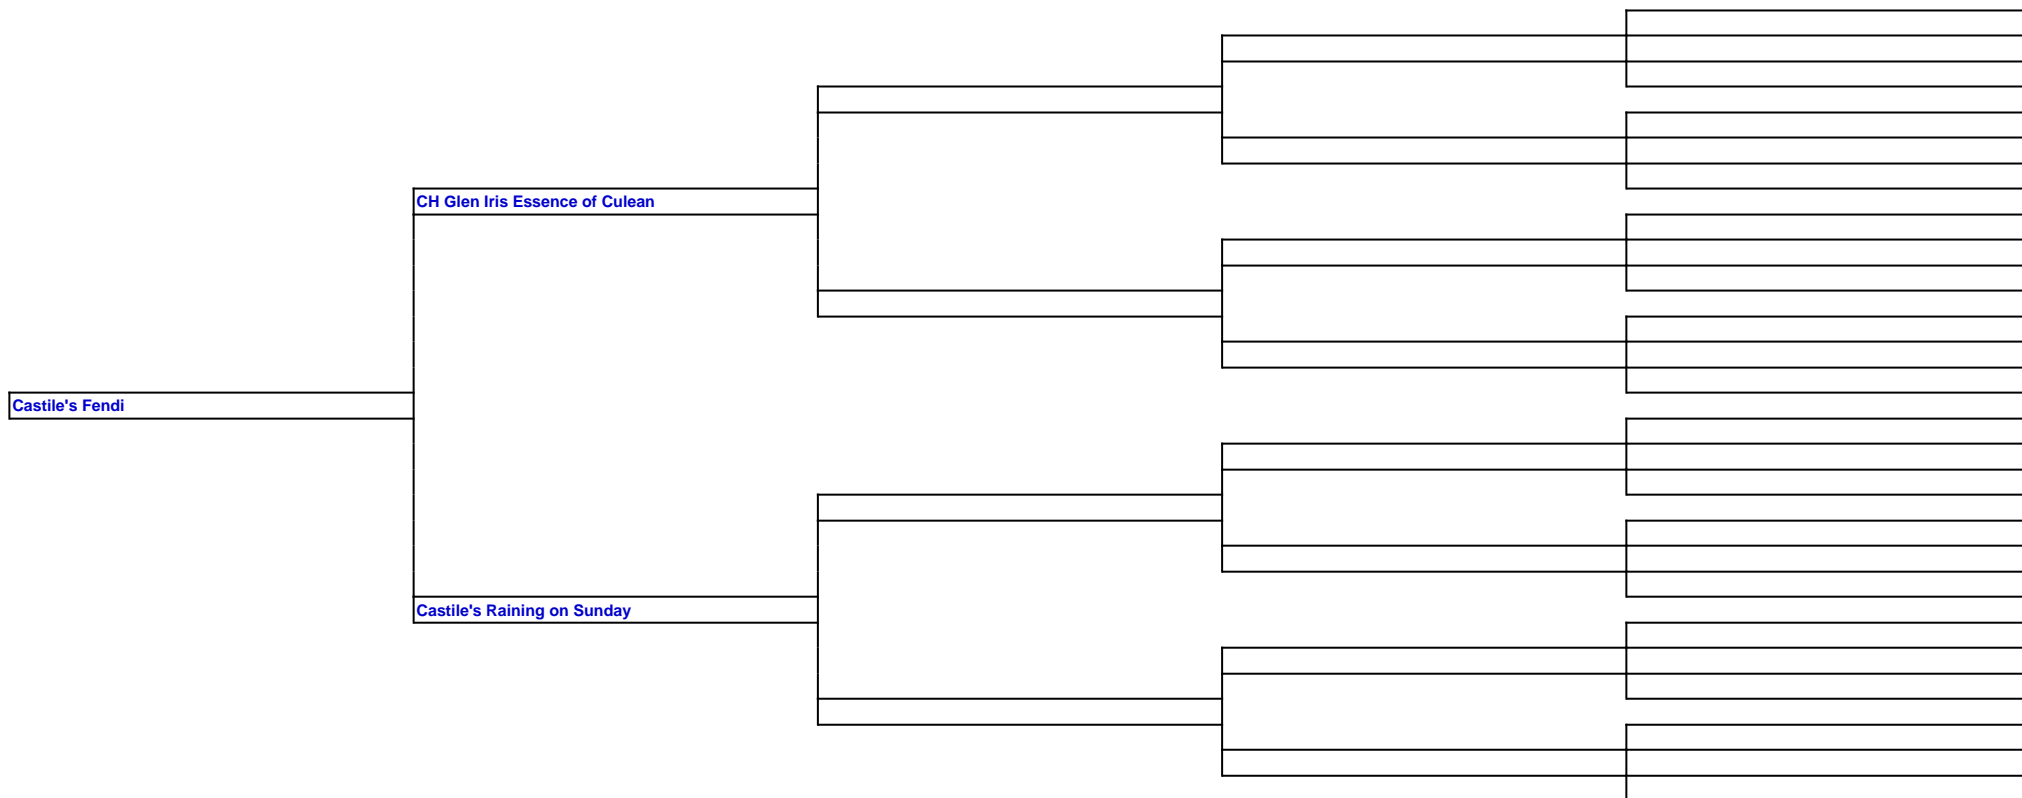 CH Glen Iris Essence of Culean
Castile's Fendi
Castile's Raining on Sunday